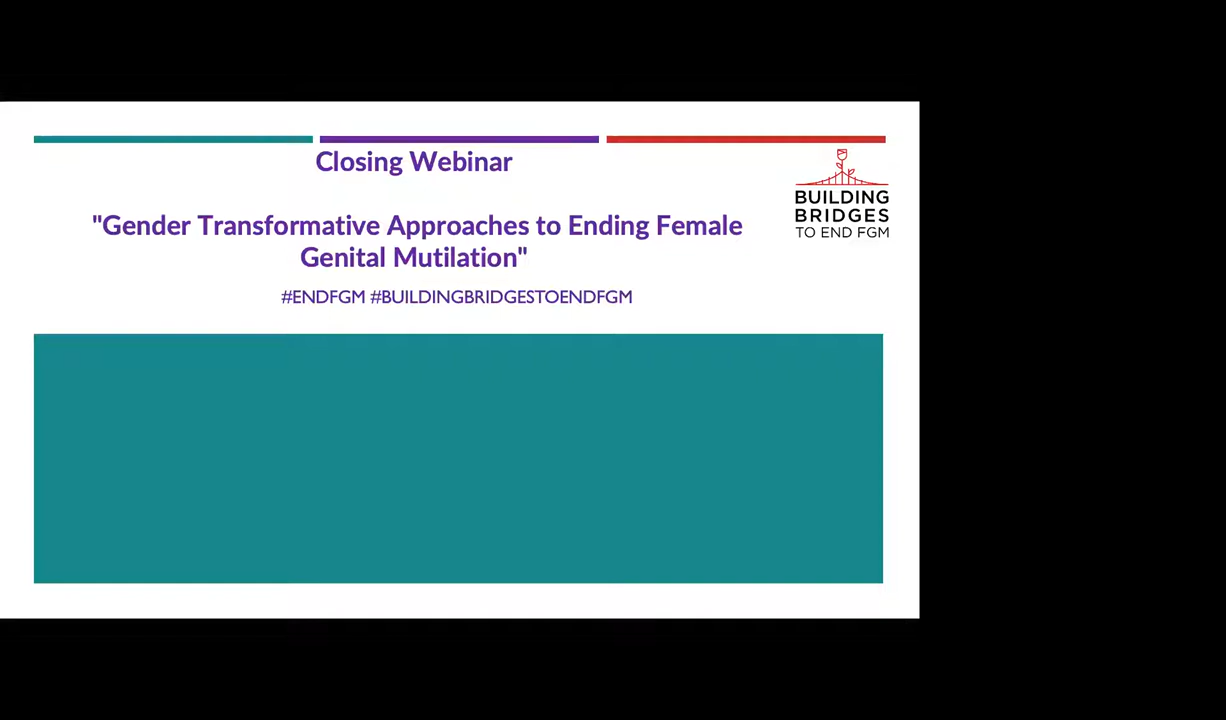 Closing Webinar
"Gender Transformative Approaches to Ending Female
Genital Mutilation"
#ENDFGM #BUILDINGBRIDGESTOENDFGM
BUILDING
BRIDGES
TO END FGM